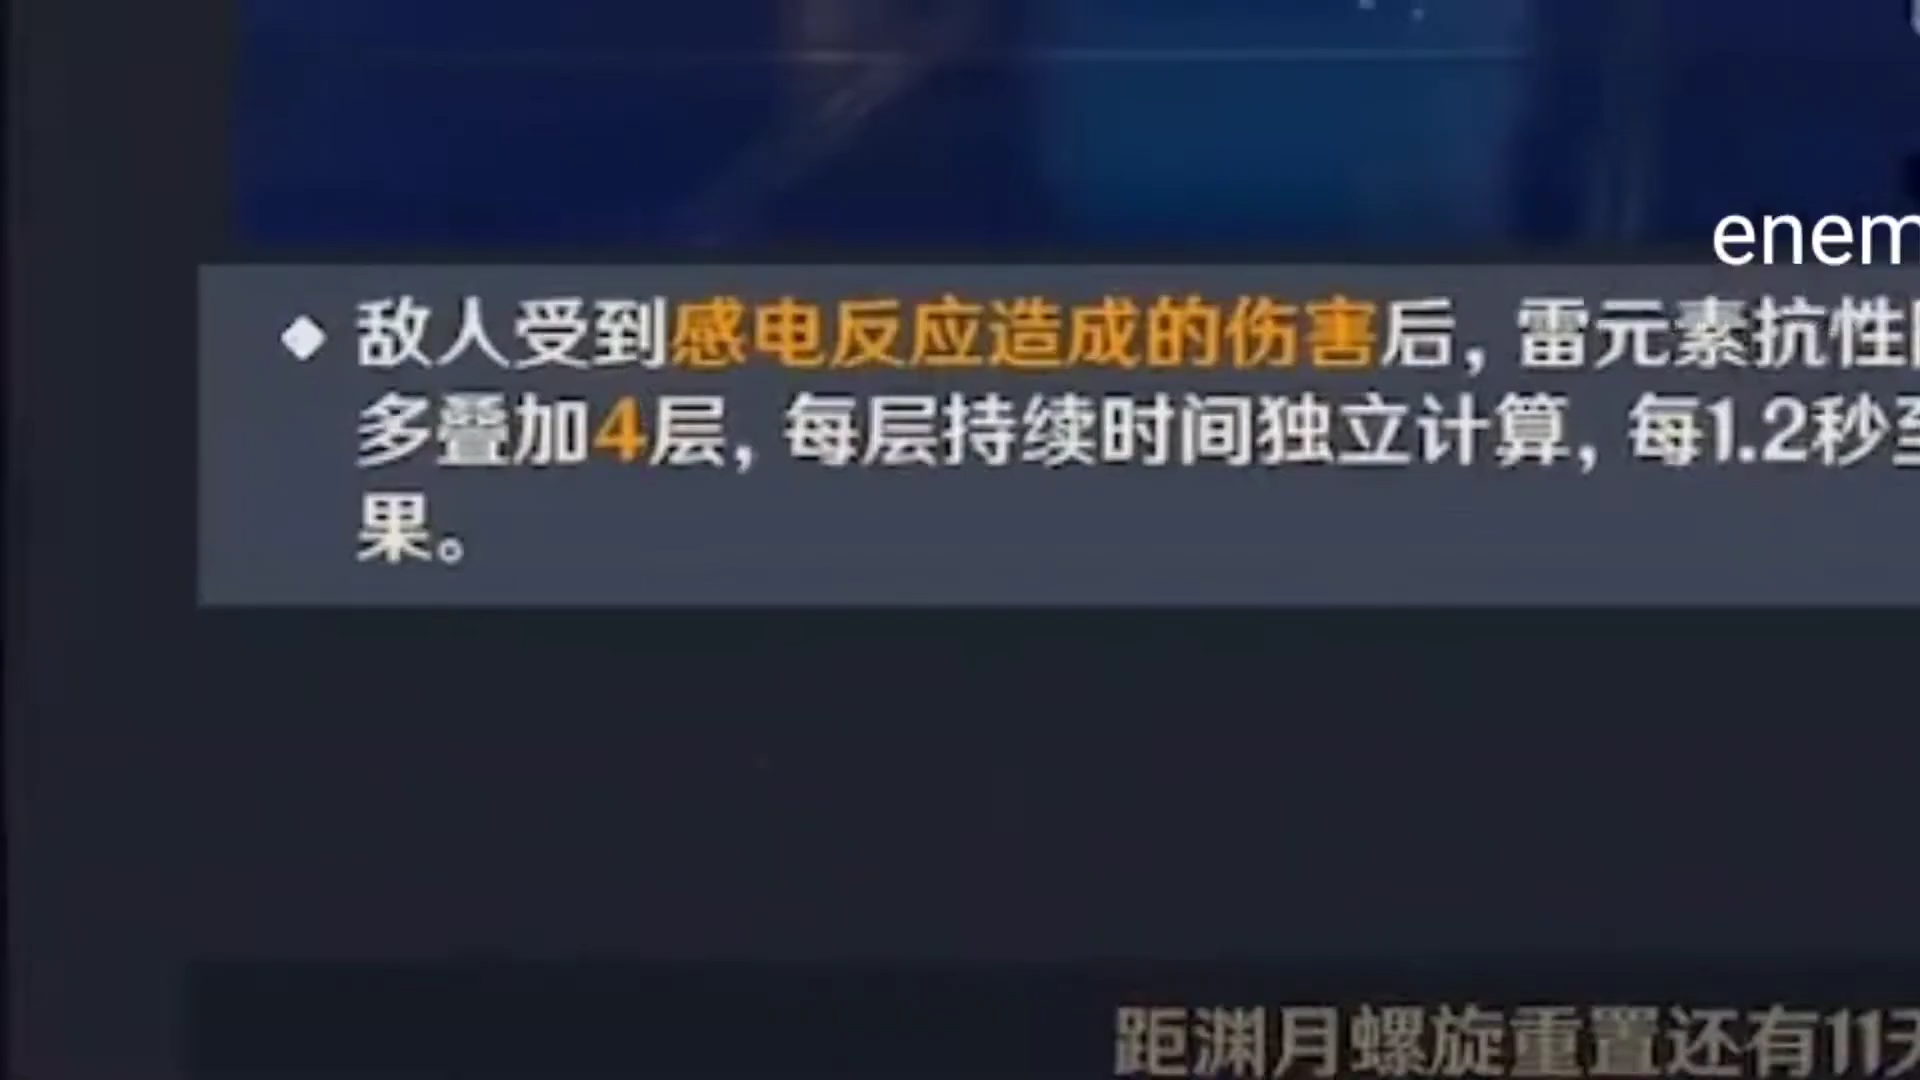 敌人受到感电反应造成的伤害后，雷元素抗性
多叠加4层，每层持续时间独立计算，每1.2秒至
果。
距渊月螺旋重置还有11天